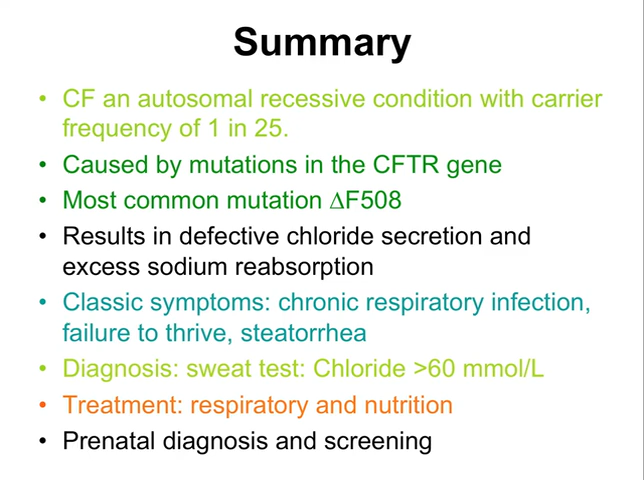 Summary
• CF an autosomal recessive condition with carrier
frequency of 1 in 25.
• Caused by mutations in the CFTR gene
• Most common mutation ∆F508
• Results in defective chloride secretion and
excess sodium reabsorption
• Classic symptoms: chronic respiratory infection,
failure to thrive, steatorrhea
• Diagnosis: sweat test: Chloride >60 mmol/L
• Treatment: respiratory and nutrition
• Prenatal diagnosis and screening